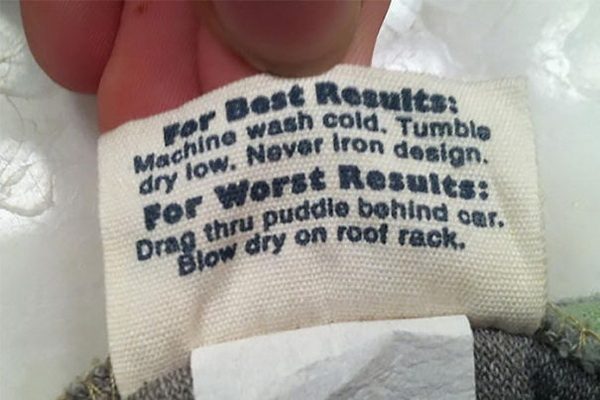 For Best Results:
Machine wash cold. Tumble
dry low. Never iron design.
For Worst Results:
Drag thru puddle behind car.
Blow dry on roof rack.